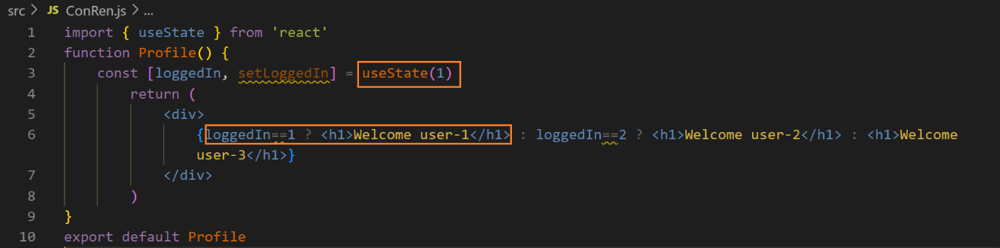 src > JS ConRen.js > ...
1 import { useState } from 'react'
2 function Profile() {
3 const [loggedIn, setLoggedIn] = useState(1)
4 return (
5 <div>
6 {loggedIn==1 ? <h1>Welcome user-1</h1> : loggedIn==2 ? <h1>Welcome user-2</h1> : <h1>Welcome
user-3</h1>}
7 </div>
8 )
9 }
10 export default Profile